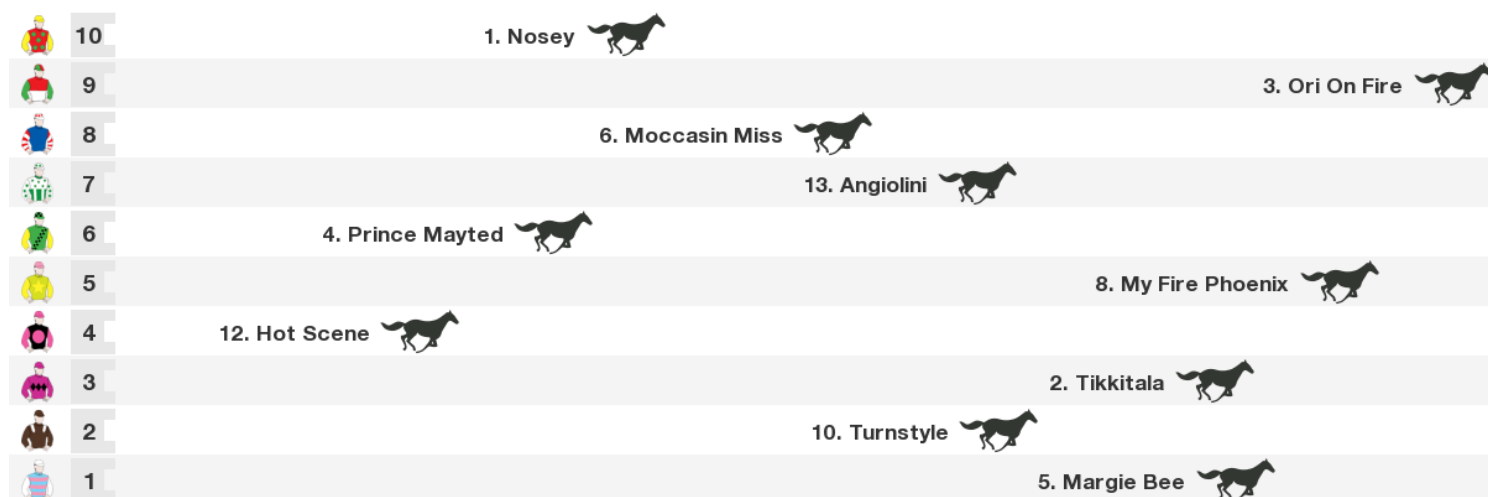 10 1. Nosey
9 3. Ori On Fire
8 6. Moccasin Miss
7 13. Angiolini
6 4. Prince Mayted
5 8. My Fire Phoenix
4 12. Hot Scene
3 2. Tikkitala
2 10. Turnstyle
1 5. Margie Bee